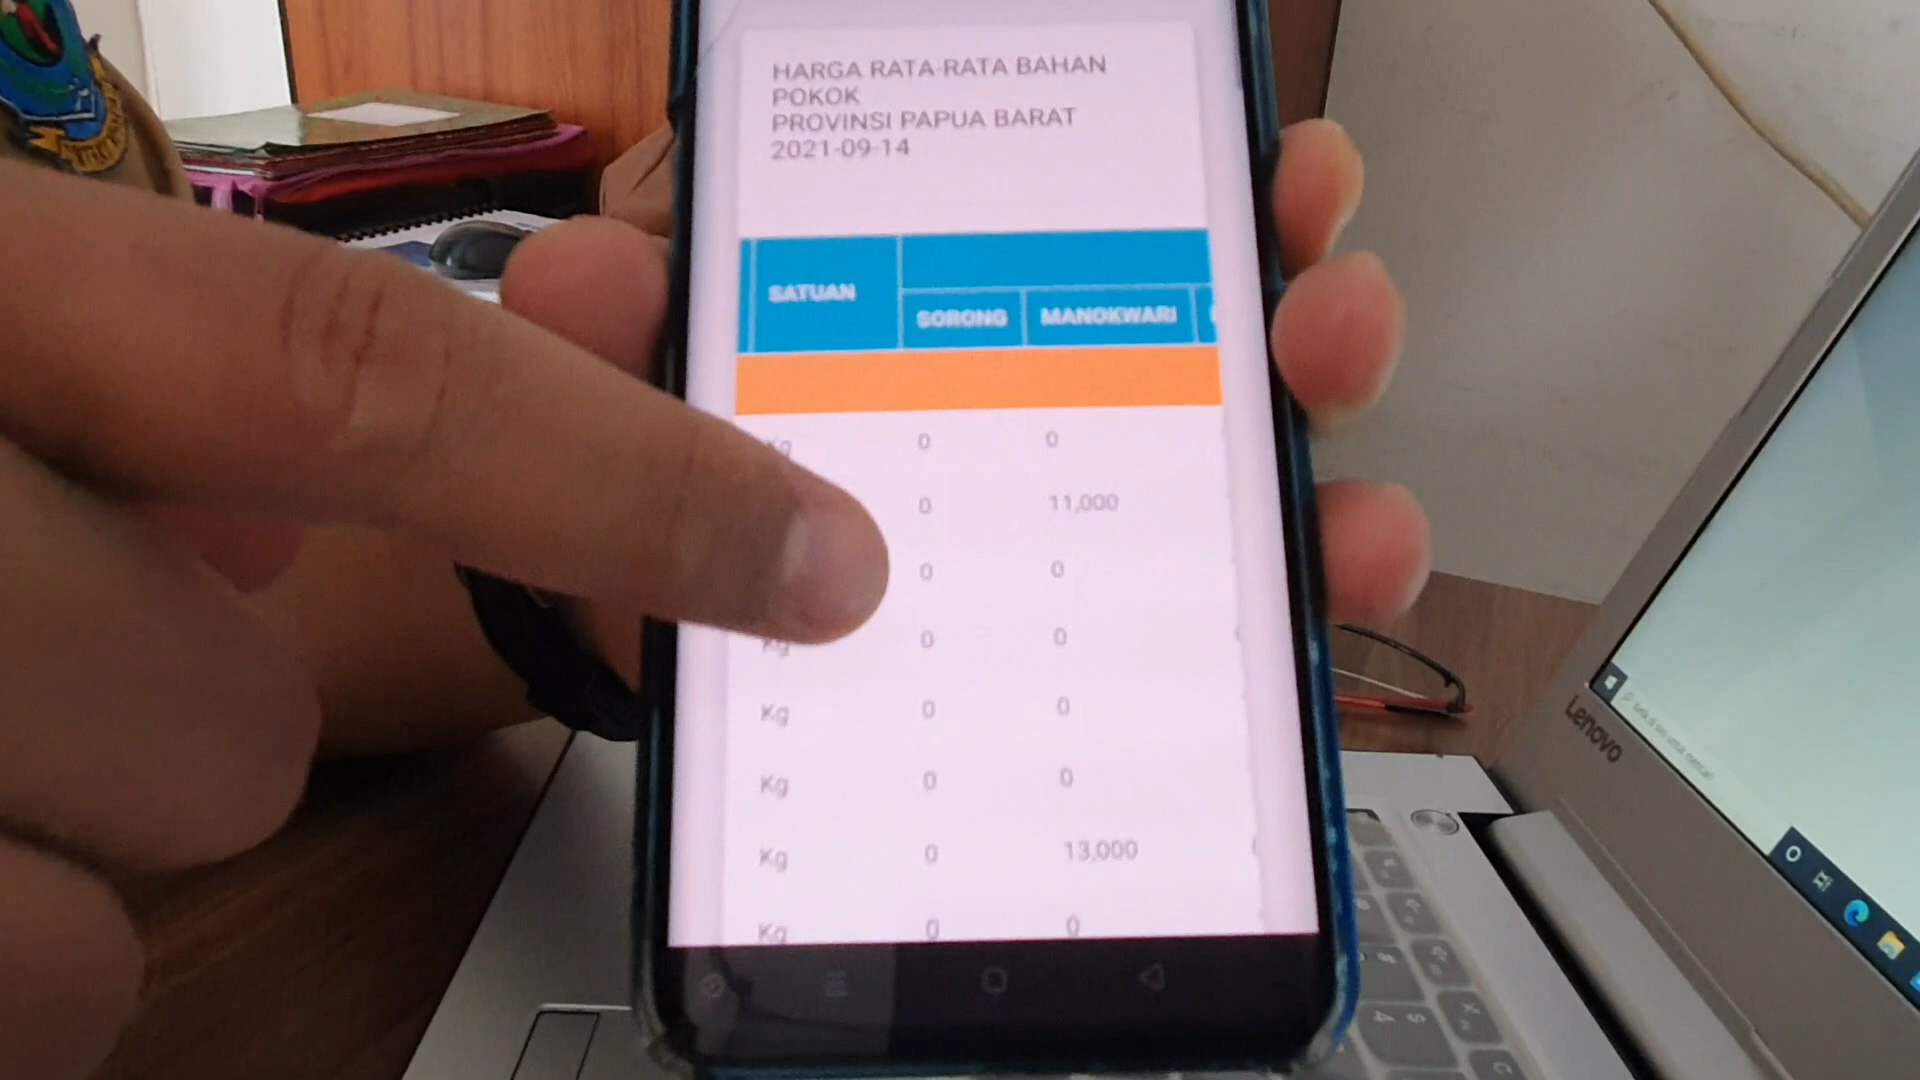 HARGA RATA-RATA BAHAN
POKOK
PROVINSI PAPUA BARAT
2021-09-14
SATUAN
SORONG MANOKWARI
Kg 0 0
0 11,000
0 0
Kg 0 0
Kg 0 0
Kg 0 0
Kg 0 13,000
Kg 0 0
Lenovo